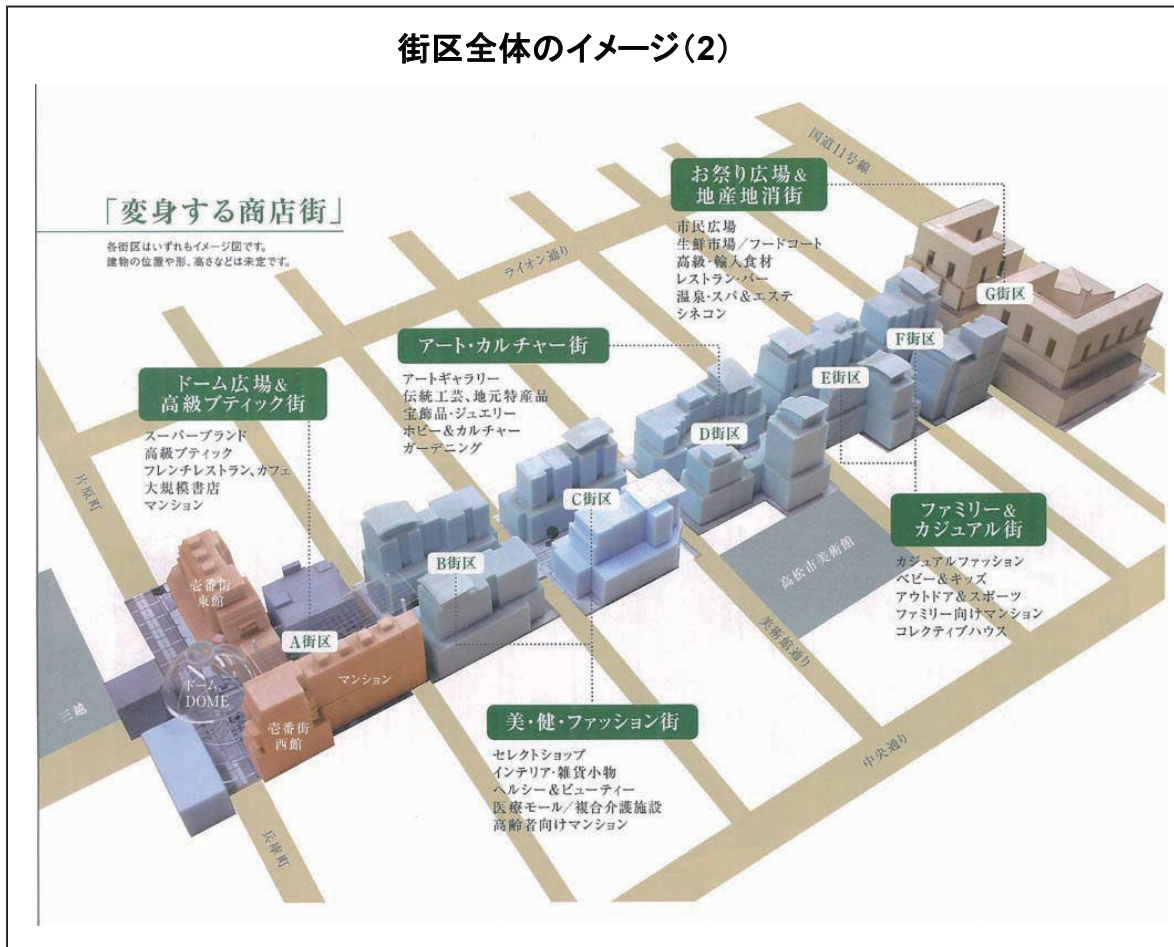 街区全体のイメージ(2)
「変身する商店街」
各街区はいずれもイメージ図です。
建物の位置や形、高さなどは未定です。
国道11号線
お祭り広場&
地産地消街
市民広場
生鮮市場/フードコート
高級・輸入食材
レストラン・バー
温泉・スパ&エステ
シネコン
ライオン通り
G街区
F街区
アート・カルチャー街
アートギャラリー
伝統工芸、地元特産品
宝飾品・ジュエリー
ホビー&カルチャー
ガーデニング
E街区
D街区
ドーム広場&
高級ブティック街
スーパーブランド
高級ブティック
フレンチレストラン、カフェ
大規模書店
マンション
片原町
C街区
ファミリー&
カジュアル街
カジュアルファッション
ベビー&キッズ
アウトドア&スポーツ
ファミリー向けマンション
コレクティブハウス
高松市美術館
B街区
壱番街
東館
A街区
マンション
美術館通り
ドーム
DOME
三越
壱番街
西館
美・健・ファッション街
セレクトショップ
インテリア・雑貨小物
ヘルシー&ビューティー
医療モール/複合介護施設
高齢者向けマンション
中央通り
兵庫町